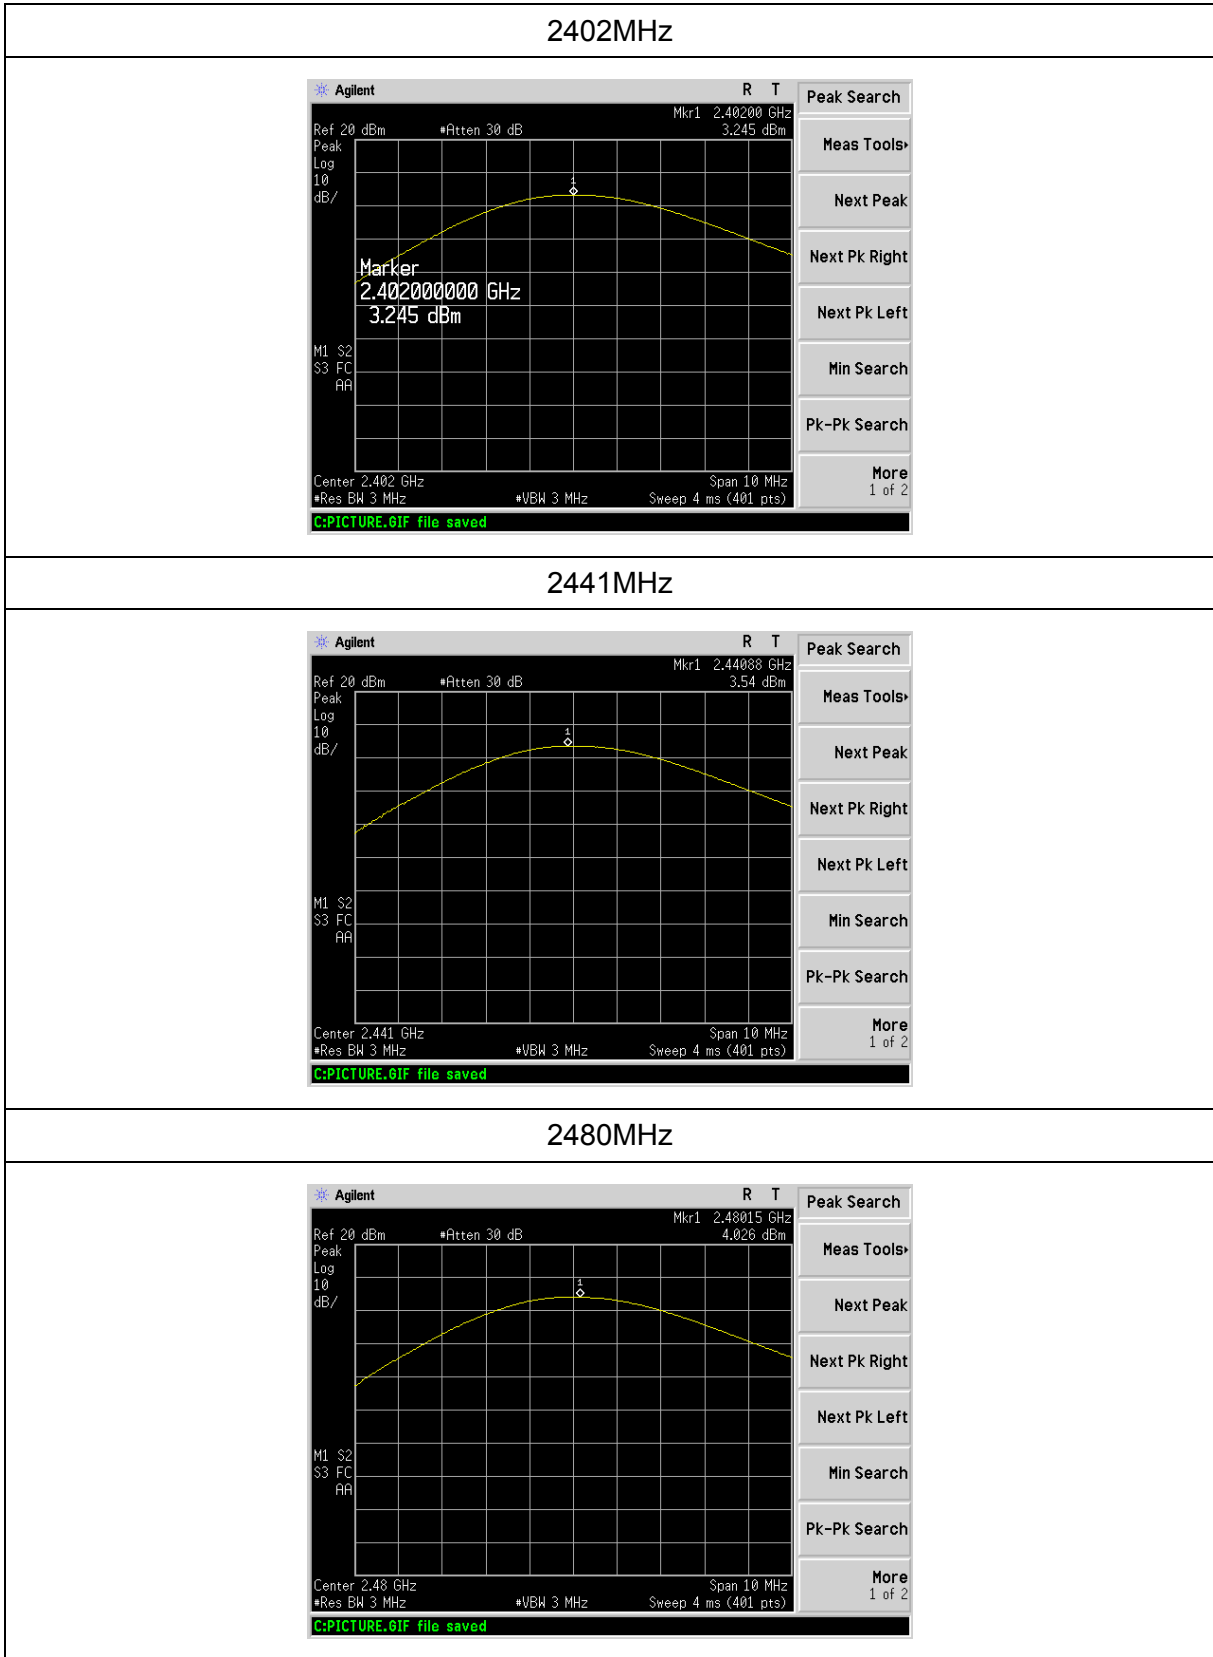 2402MHz
Agilent R T
Peak Search
Mkr1 2.40200 GHz
Ref 20 dBm #Atten 30 dB 3.245 dBm
Peak
Log
10
dB/
1
Marker
2.402000000 GHz
3.245 dBm
M1 S2
S3 FC
AA
Center 2.402 GHz Span 10 MHz
#Res BW 3 MHz #VBW 3 MHz Sweep 4 ms (401 pts)
C:PICTURE.GIF file saved
Meas Tools
Next Peak
Next Pk Right
Next Pk Left
Min Search
Pk-Pk Search
More
1 of 2
2441MHz
Agilent R T
Peak Search
Mkr1 2.44088 GHz
Ref 20 dBm #Atten 30 dB 3.54 dBm
Peak
Log
10
dB/
1
M1 S2
S3 FC
AA
Center 2.441 GHz Span 10 MHz
#Res BW 3 MHz #VBW 3 MHz Sweep 4 ms (401 pts)
C:PICTURE.GIF file saved
Meas Tools
Next Peak
Next Pk Right
Next Pk Left
Min Search
Pk-Pk Search
More
1 of 2
2480MHz
Agilent R T
Peak Search
Mkr1 2.48015 GHz
Ref 20 dBm #Atten 30 dB 4.026 dBm
Peak
Log
10
dB/
1
M1 S2
S3 FC
AA
Center 2.48 GHz Span 10 MHz
#Res BW 3 MHz #VBW 3 MHz Sweep 4 ms (401 pts)
C:PICTURE.GIF file saved
Meas Tools
Next Peak
Next Pk Right
Next Pk Left
Min Search
Pk-Pk Search
More
1 of 2